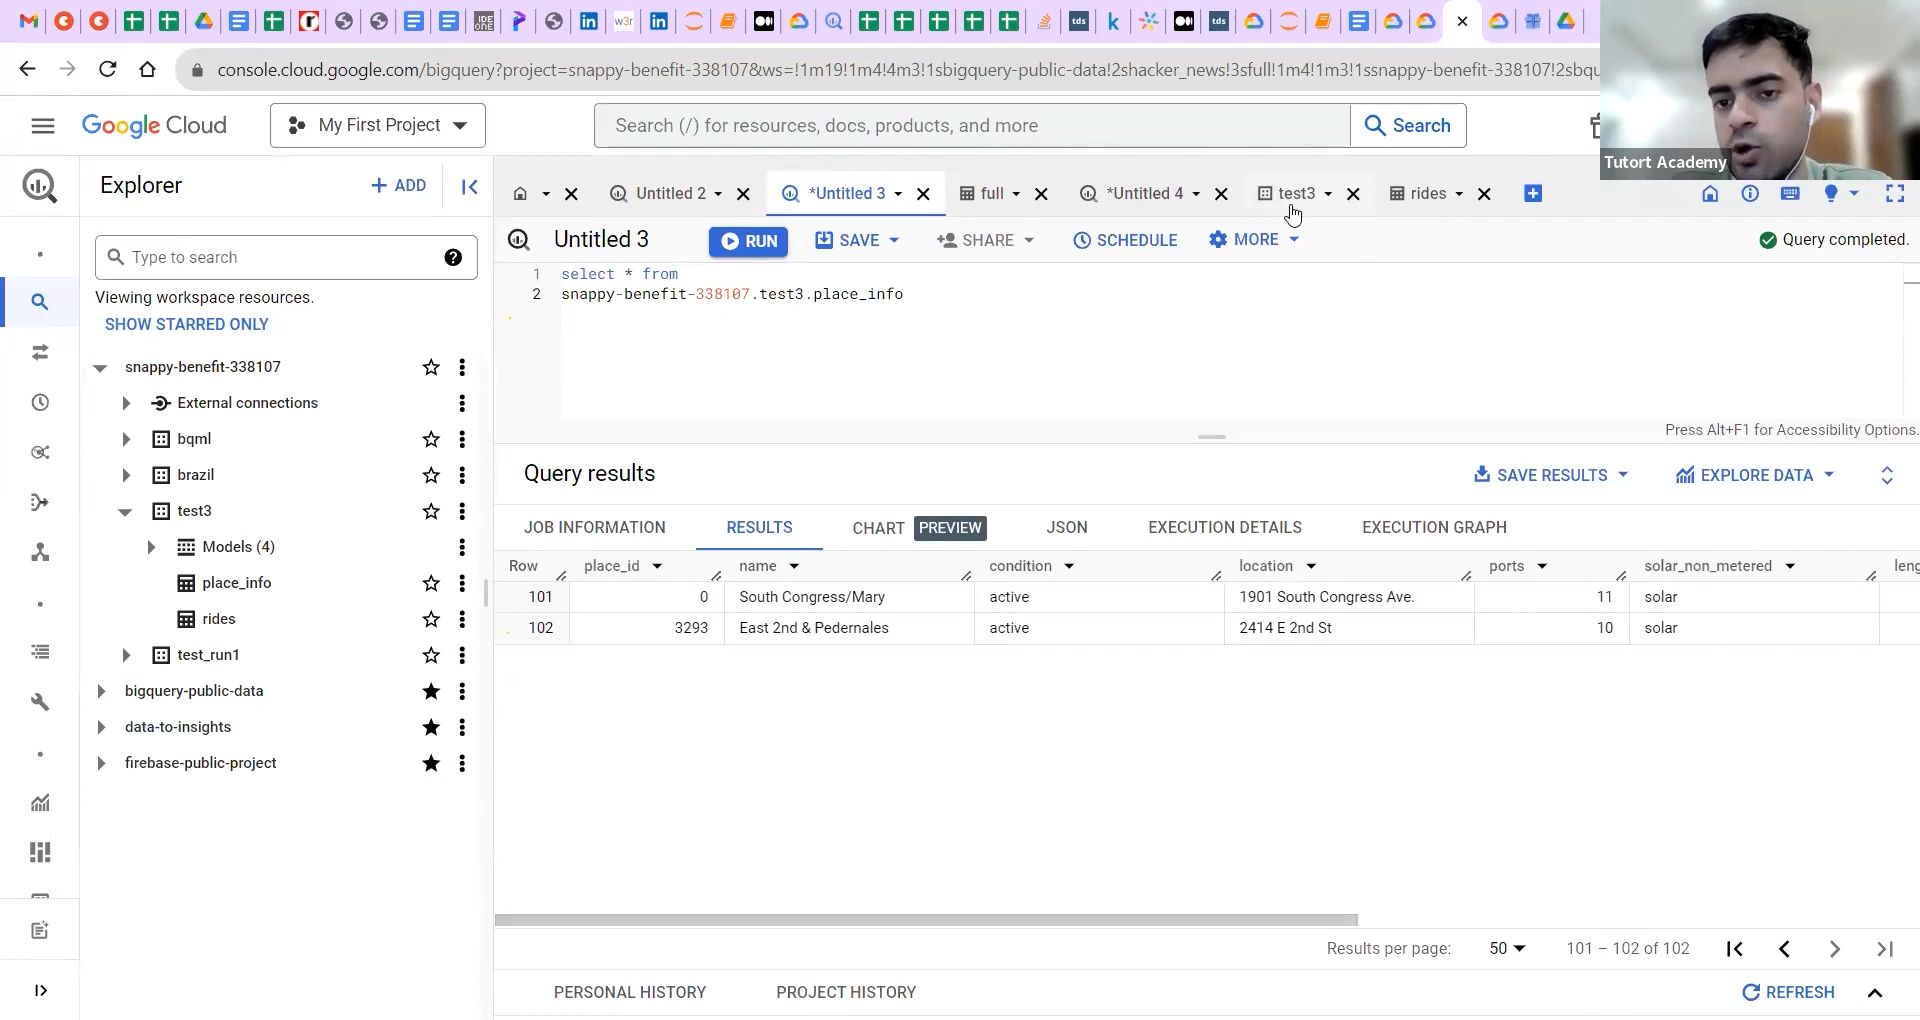 console.cloud.google.com/bigquery?project=snappy-benefit-338107&ws=!1m19!1m4!4m3!1sbigquery-public-data!2shacker_news!3sfull!1m4!1m3!1ssnappy-benefit-338107!2sbqu
Google Cloud
My First Project
Search (/) for resources, docs, products, and more
Search
Tutort Academy
Explorer
+ ADD
Untitled 2
*Untitled 3
full
*Untitled 4
test3
rides
Untitled 3
RUN
SAVE
SHARE
SCHEDULE
MORE
Query completed.
Type to search
Viewing workspace resources.
SHOW STARRED ONLY
1 select * from
2 snappy-benefit-338107.test3.place_info
Press Alt+F1 for Accessibility Options.
snappy-benefit-338107
External connections
bqml
brazil
test3
Models (4)
place_info
rides
test_run1
bigquery-public-data
data-to-insights
firebase-public-project
Query results
SAVE RESULTS
EXPLORE DATA
JOB INFORMATION
RESULTS
CHART PREVIEW
JSON
EXECUTION DETAILS
EXECUTION GRAPH
Row place_id name condition location ports solar_non_metered leng
101 0 South Congress/Mary active 1901 South Congress Ave. 11 solar
102 3293 East 2nd & Pedernales active 2414 E 2nd St 10 solar
Results per page: 50 101 – 102 of 102
PERSONAL HISTORY
PROJECT HISTORY
REFRESH